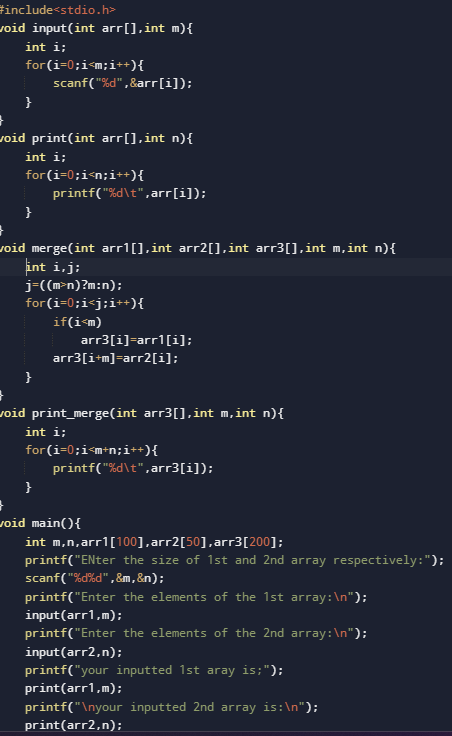 #include<stdio.h>
void input(int arr[],int m){
    int i;
    for(i=0;i<m;i++){
        scanf("%d",&arr[i]);
    }
}
void print(int arr[],int n){
    int i;
    for(i=0;i<n;i++){
        printf("%d\t",arr[i]);
    }
}
void merge(int arr1[],int arr2[],int arr3[],int m,int n){
    int i,j;
    j=((m>n)?m:n);
    for(i=0;i<j;i++){
        if(i<m)
            arr3[i]=arr1[i];
        arr3[i+m]=arr2[i];
    }
}
void print_merge(int arr3[],int m,int n){
    int i;
    for(i=0;i<m+n;i++){
        printf("%d\t",arr3[i]);
    }
}
void main(){
    int m,n,arr1[100],arr2[50],arr3[200];
    printf("ENter the size of 1st and 2nd array respectively:");
    scanf("%d%d",&m,&n);
    printf("Enter the elements of the 1st array:\n");
    input(arr1,m);
    printf("Enter the elements of the 2nd array:\n");
    input(arr2,n);
    printf("your inputted 1st aray is;");
    print(arr1,m);
    printf("\nyour inputted 2nd array is:\n");
    print(arr2,n);